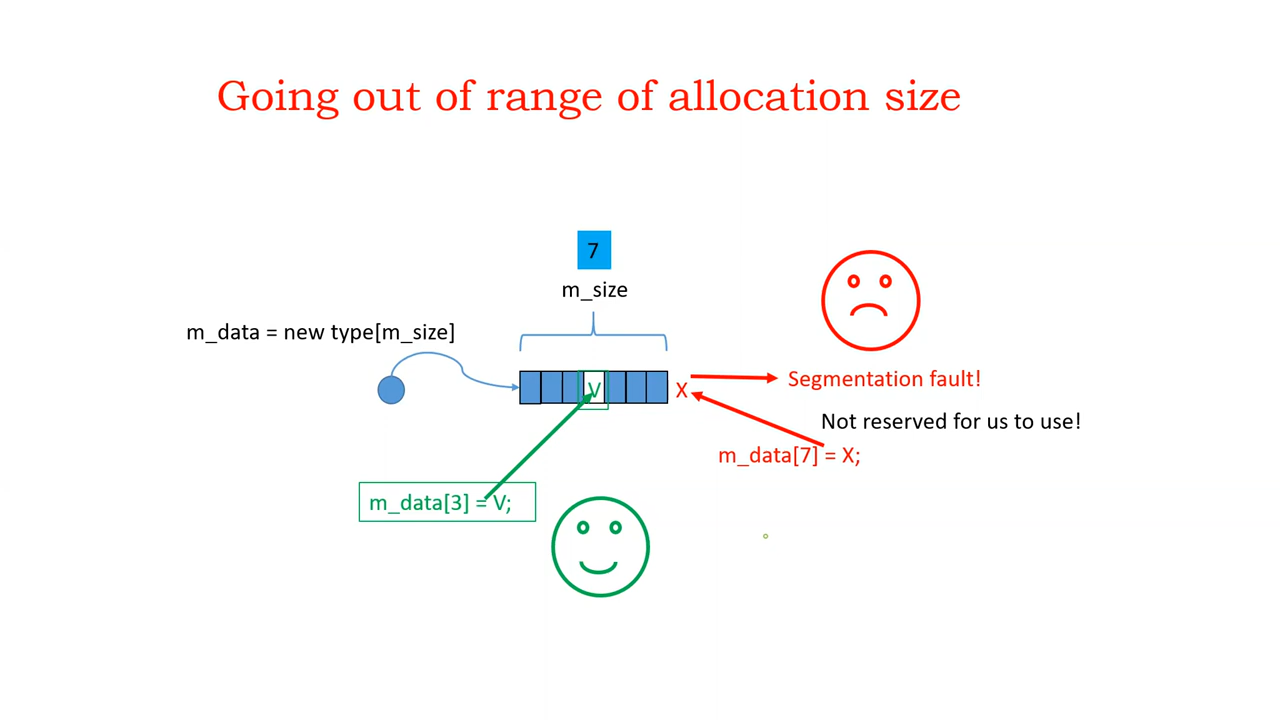 Going out of range of allocation size
7
m_size
m_data = new type[m_size]
V
X
Segmentation fault!
Not reserved for us to use!
m_data[7] = X;
m_data[3] = V;